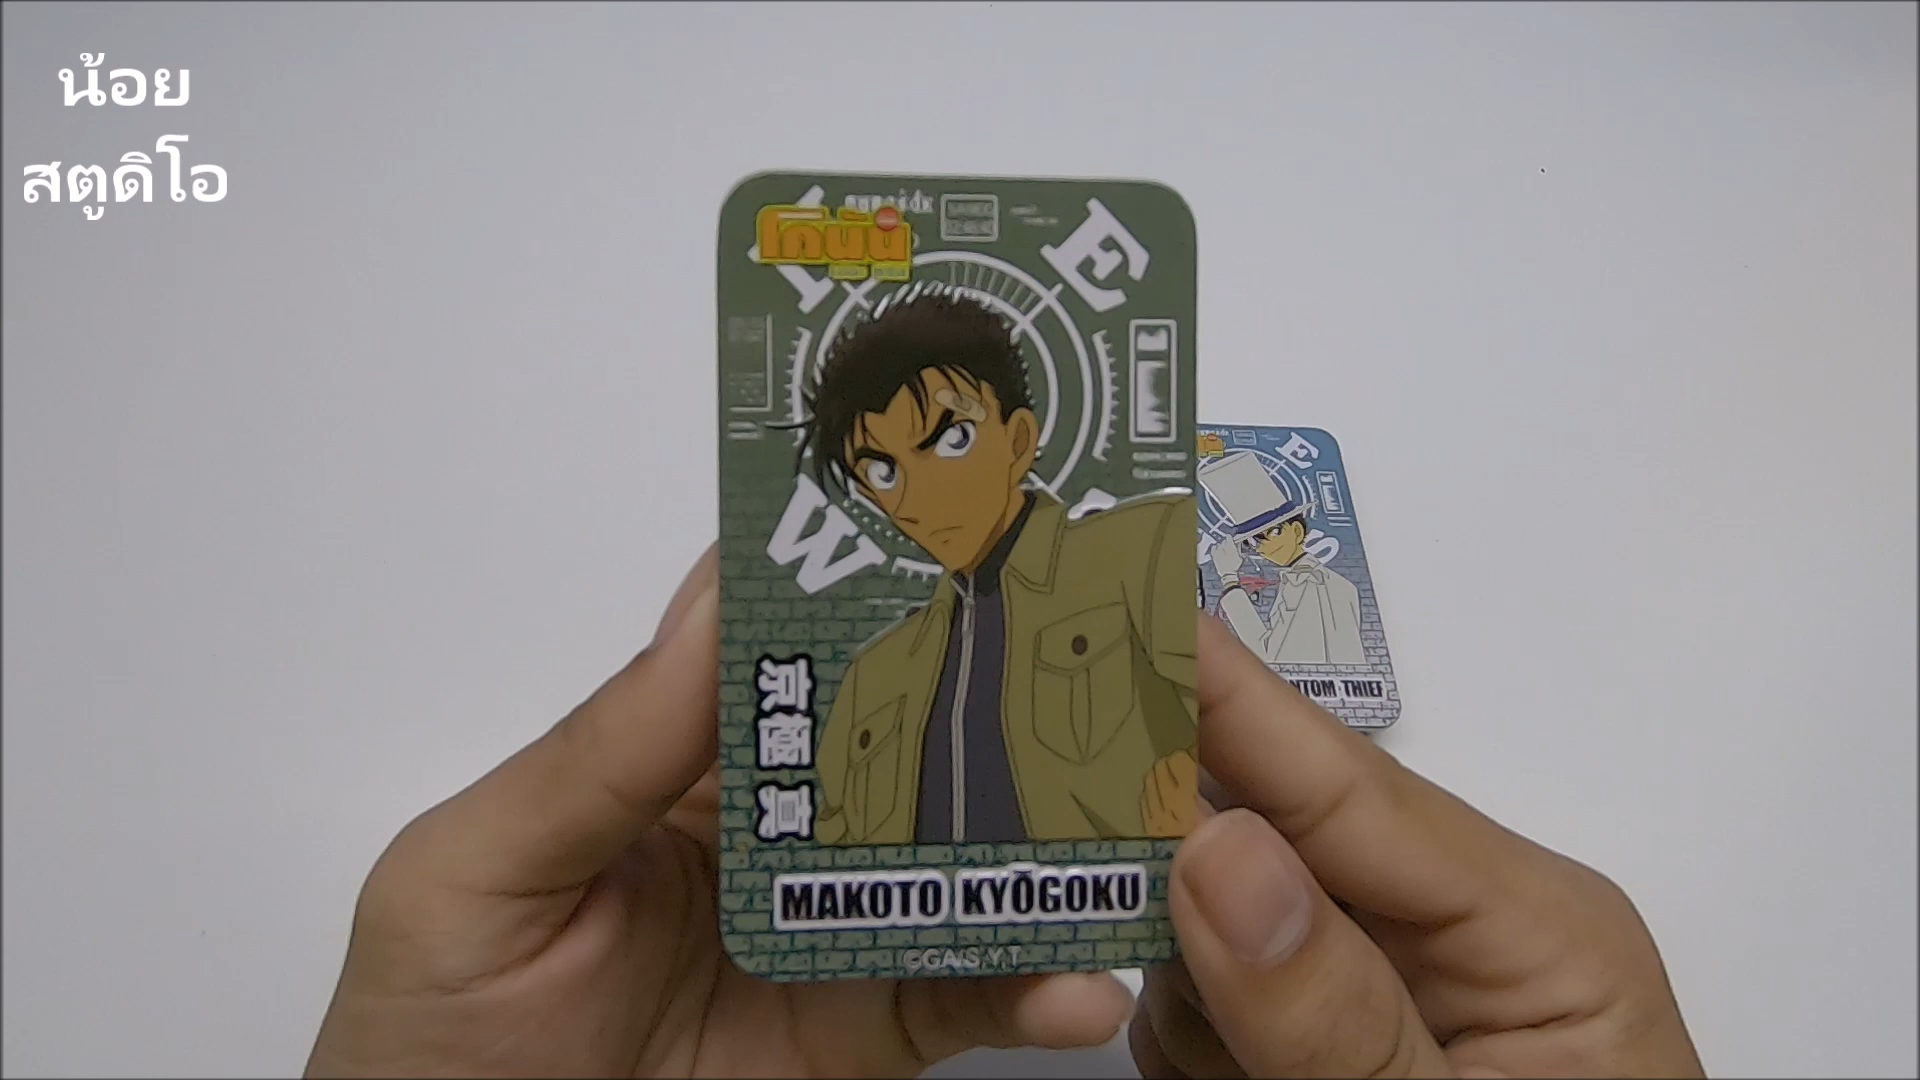 น้อย
สตูดิโอ
โคนัน
E
W
京極 真
MAKOTO KYŌGOKU
©GA/S,Y,T
E
S
NTOM THIEF